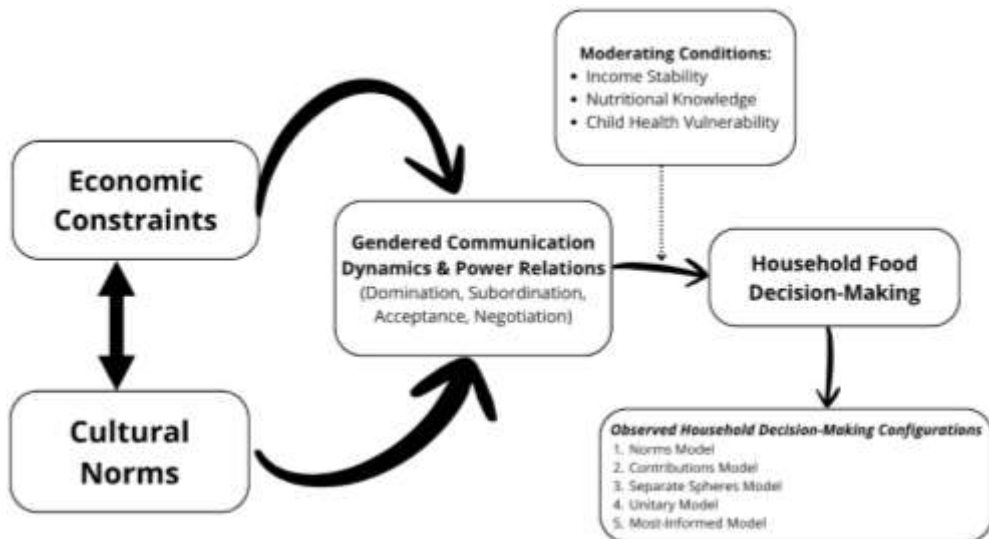 Moderating Conditions:
• Income Stability
• Nutritional Knowledge
• Child Health Vulnerability
Economic
Constraints
Gendered Communication
Dynamics & Power Relations
(Domination, Subordination,
Acceptance, Negotiation)
Household Food
Decision-Making
Cultural
Norms
Observed Household Decision-Making Configurations
1. Norms Model
2. Contributions Model
3. Separate Spheres Model
4. Unitary Model
5. Most-Informed Model